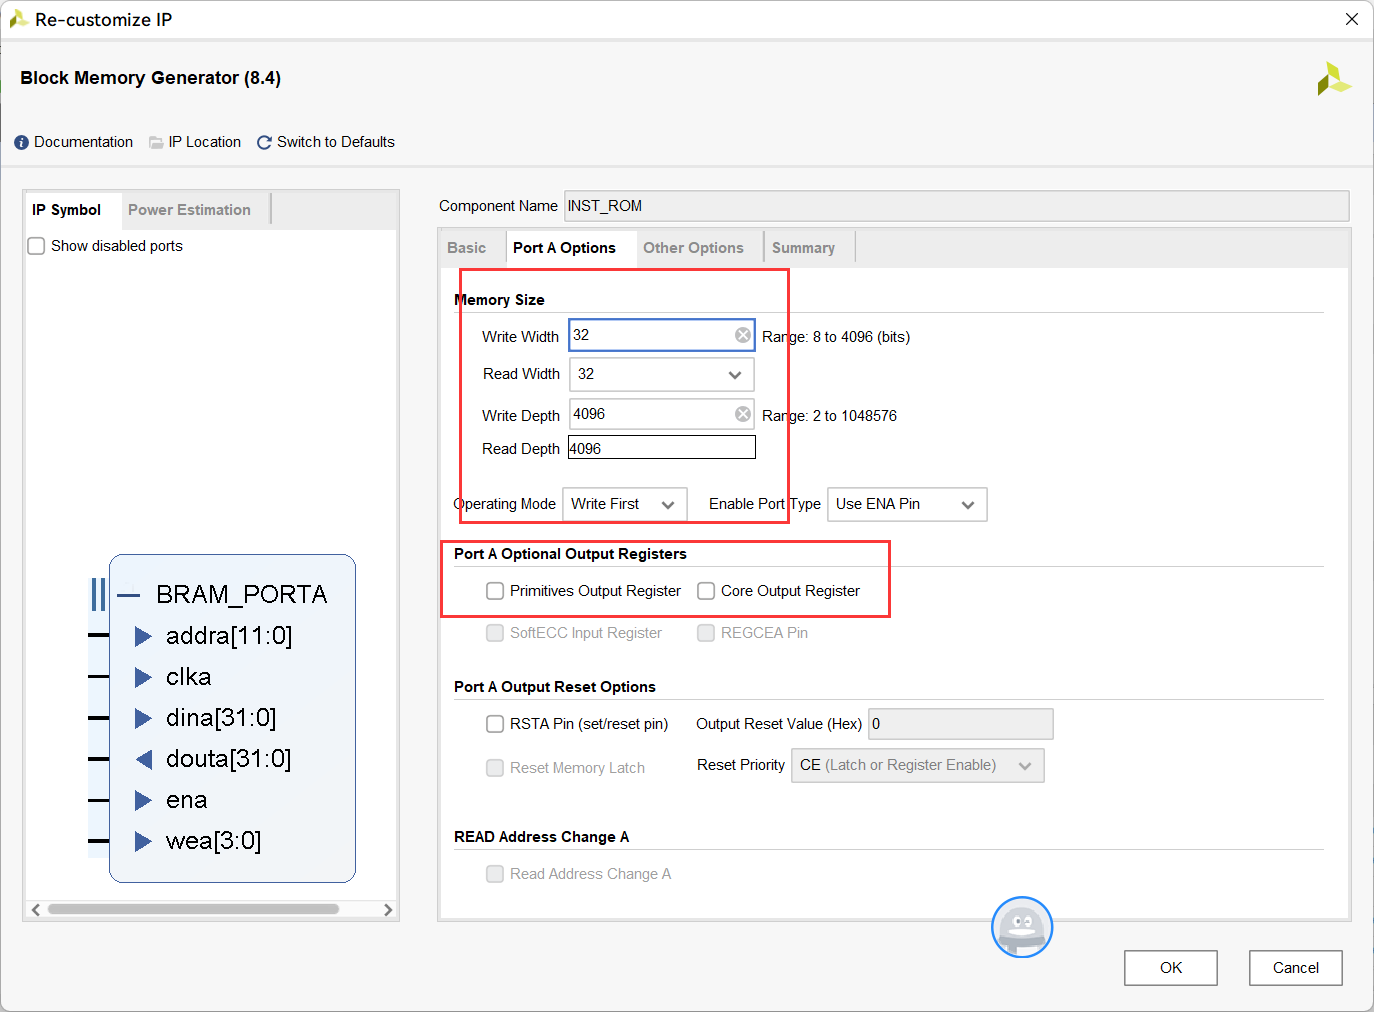 Re-customize IP
Block Memory Generator (8.4)
Documentation IP Location Switch to Defaults
IP Symbol Power Estimation
Show disabled ports
BRAM_PORTA
addra[11:0]
clka
dina[31:0]
douta[31:0]
ena
wea[3:0]
Component Name INST_ROM
Basic Port A Options Other Options Summary
Memory Size
Write Width 32 Range: 8 to 4096 (bits)
Read Width 32
Write Depth 4096 Range: 2 to 1048576
Read Depth 4096
Operating Mode Write First Enable Port Type Use ENA Pin
Port A Optional Output Registers
Primitives Output Register Core Output Register
SoftECC Input Register REGCEA Pin
Port A Output Reset Options
RSTA Pin (set/reset pin) Output Reset Value (Hex) 0
Reset Memory Latch Reset Priority CE (Latch or Register Enable)
READ Address Change A
Read Address Change A
OK Cancel